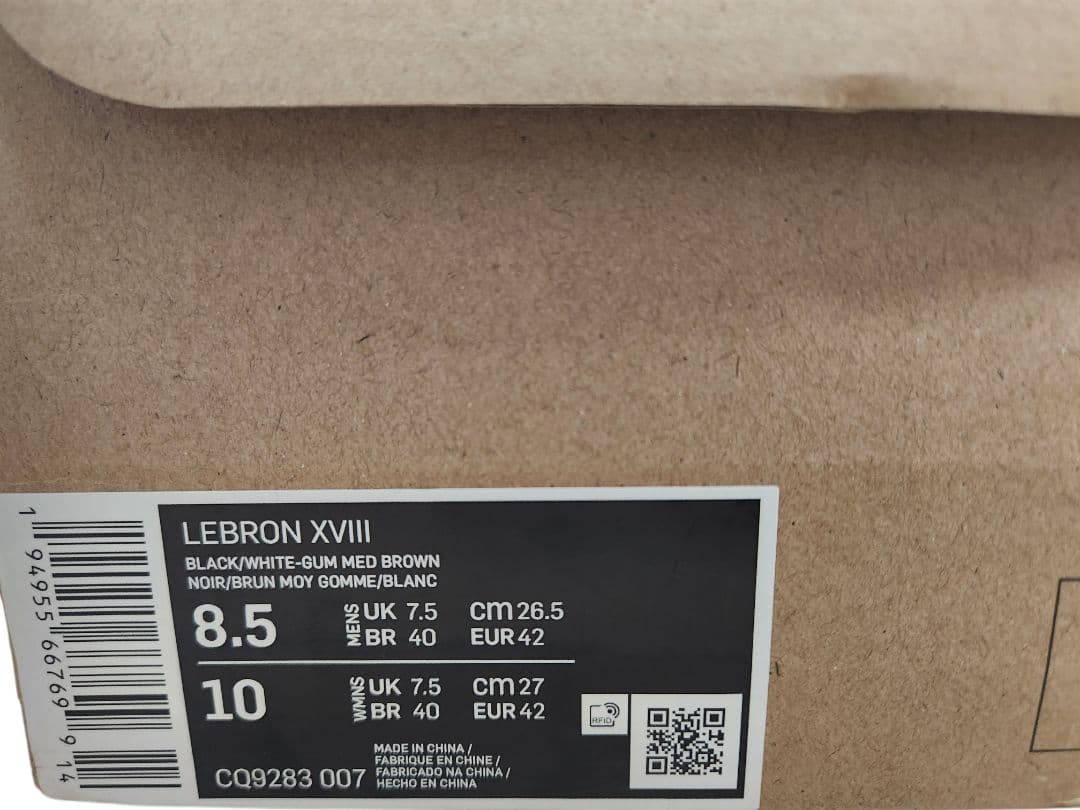 LEBRON XVIII
BLACK/WHITE-GUM MED BROWN
NOIR/BRUN MOY GOMME/BLANC
8.5 MENS UK 7.5 cm 26.5
BR 40 EUR 42
10 WMNS UK 7.5 cm 27
BR 40 EUR 42
RFID
CQ9283 007
MADE IN CHINA /
FABRIQUE EN CHINE /
FABRICADO NA CHINA /
HECHO EN CHINA
1 94955 66769 9 14